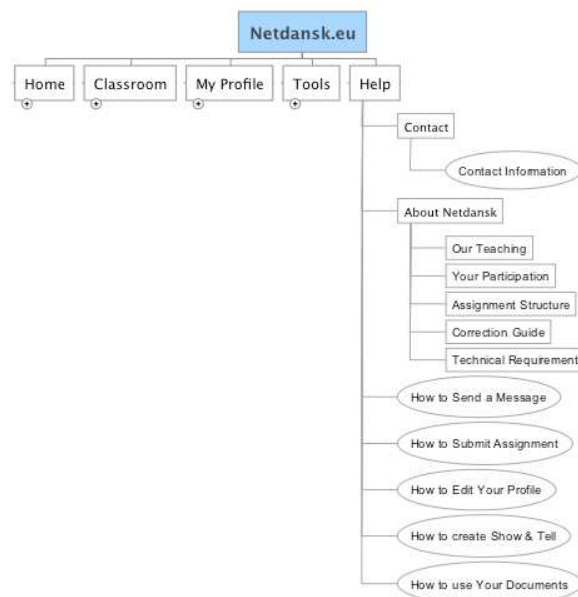 Netdansk.eu
Home
Classroom
My Profile
Tools
Help
Contact
Contact Information
About Netdansk
Our Teaching
Your Participation
Assignment Structure
Correction Guide
Technical Requirement
How to Send a Message
How to Submit Assignment
How to Edit Your Profile
How to create Show & Tell
How to use Your Documents